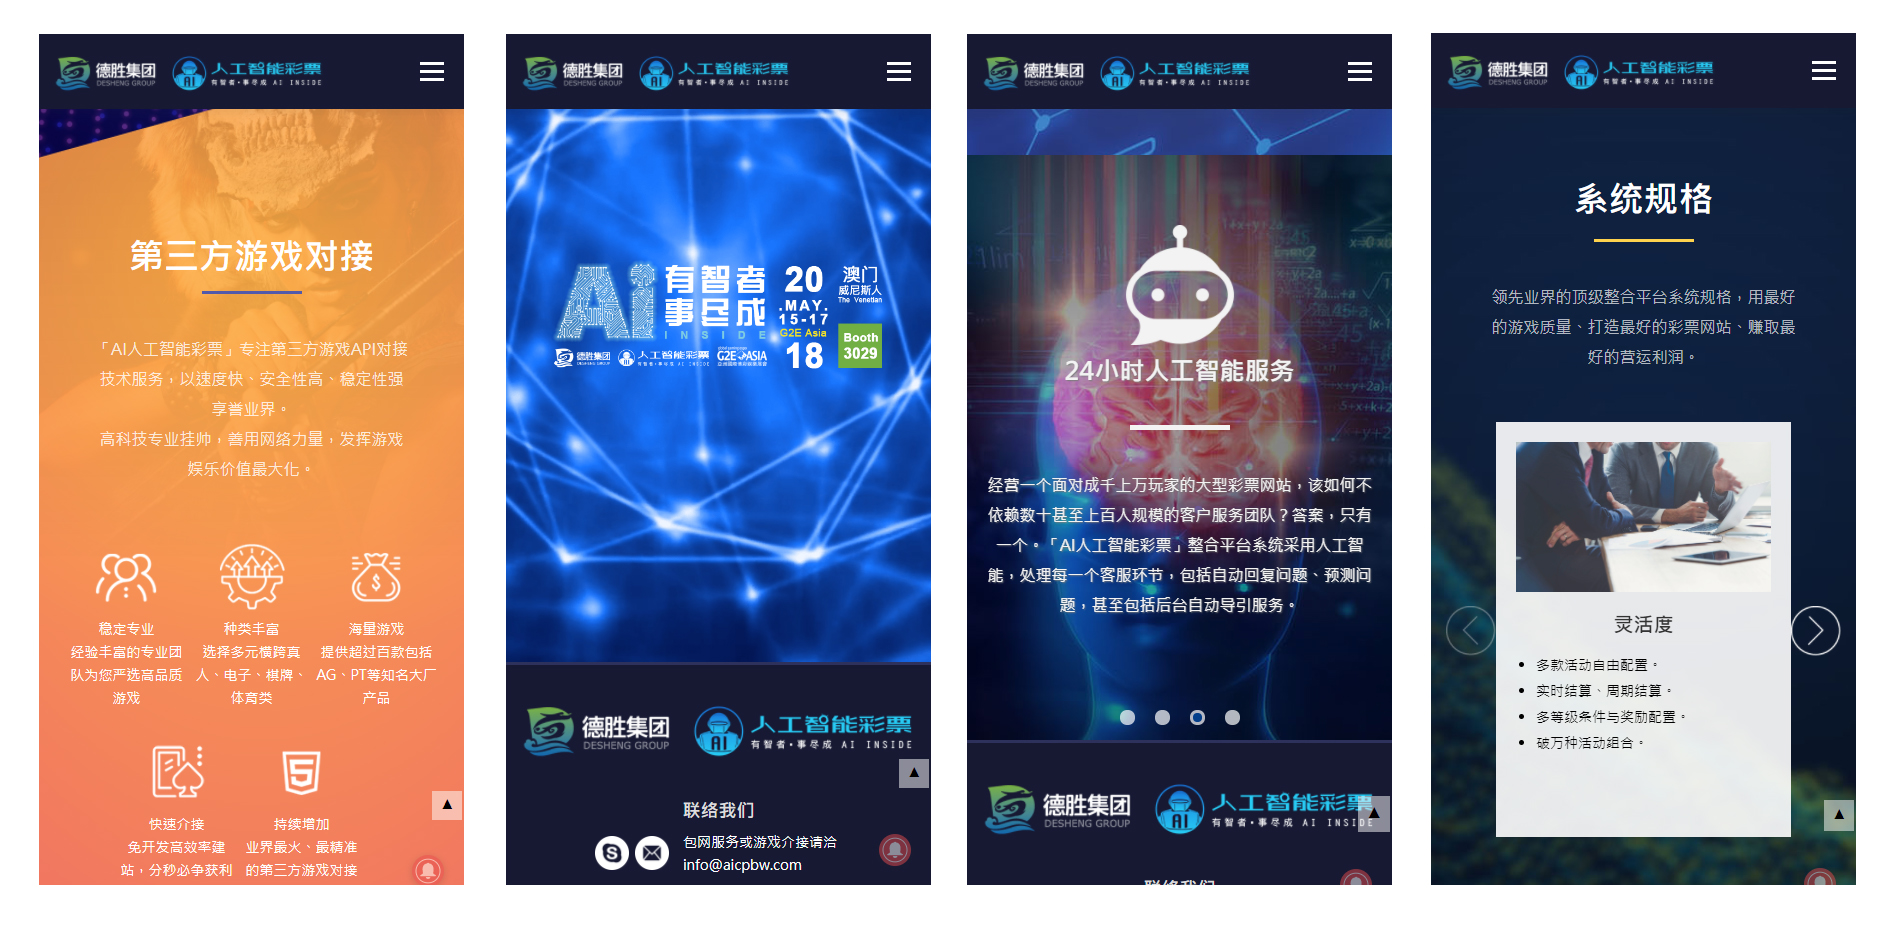 德胜集团
DESHENG GROUP
人工智能彩票
有智者·事尽成 AI INSIDE
第三方游戏对接
「AI人工智能彩票」专注第三方游戏API对接
技术服务，以速度快、安全性高、稳定性强
享誉业界。
高科技专业挂帅，善用网络力量，发挥游戏
娱乐价值最大化。
稳定专业
经验丰富的专业团
队为您严选高品质
游戏
种类丰富
选择多元横跨真
人、电子、棋牌、
体育类
海量游戏
提供超过百款包括
AG、PT等知名大厂
产品
快速介接
免开发高效率建
站，分秒必争获利
持续增加
业界最火、最精准
的第三方游戏对接
▲
德胜集团
DESHENG GROUP
人工智能彩票
有智者·事尽成 AI INSIDE
Ai
有智者
事尽成
INSIDE
20
.MAY.
15-17
G2E Asia
18
澳门
威尼斯人
The Venetian
Booth
3029
德胜集团
人工智能彩票
G2E ASIA
德胜集团
DESHENG GROUP
人工智能彩票
有智者·事尽成 AI INSIDE
▲
联络我们
包网服务或游戏介接请洽
info@aicpbw.com
德胜集团
DESHENG GROUP
人工智能彩票
有智者·事尽成 AI INSIDE
24小时人工智能服务
经营一个面对成千上万玩家的大型彩票网站，该如何不
依赖数十甚至上百人规模的客户服务团队？答案，只有
一个。「AI人工智能彩票」整合平台系统采用人工智
能，处理每一个客服环节，包括自动回复问题、预测问
题，甚至包括后台自动导引服务。
德胜集团
DESHENG GROUP
人工智能彩票
有智者·事尽成 AI INSIDE
▲
联络我们
德胜集团
DESHENG GROUP
人工智能彩票
有智者·事尽成 AI INSIDE
系统规格
领先业界的顶级整合平台系统规格，用最好
的游戏质量、打造最好的彩票网站、赚取最
好的营运利润。
灵活度
• 多款活动自由配置。
• 实时结算、周期结算。
• 多等级条件与奖励配置。
• 破万种活动组合。
▲